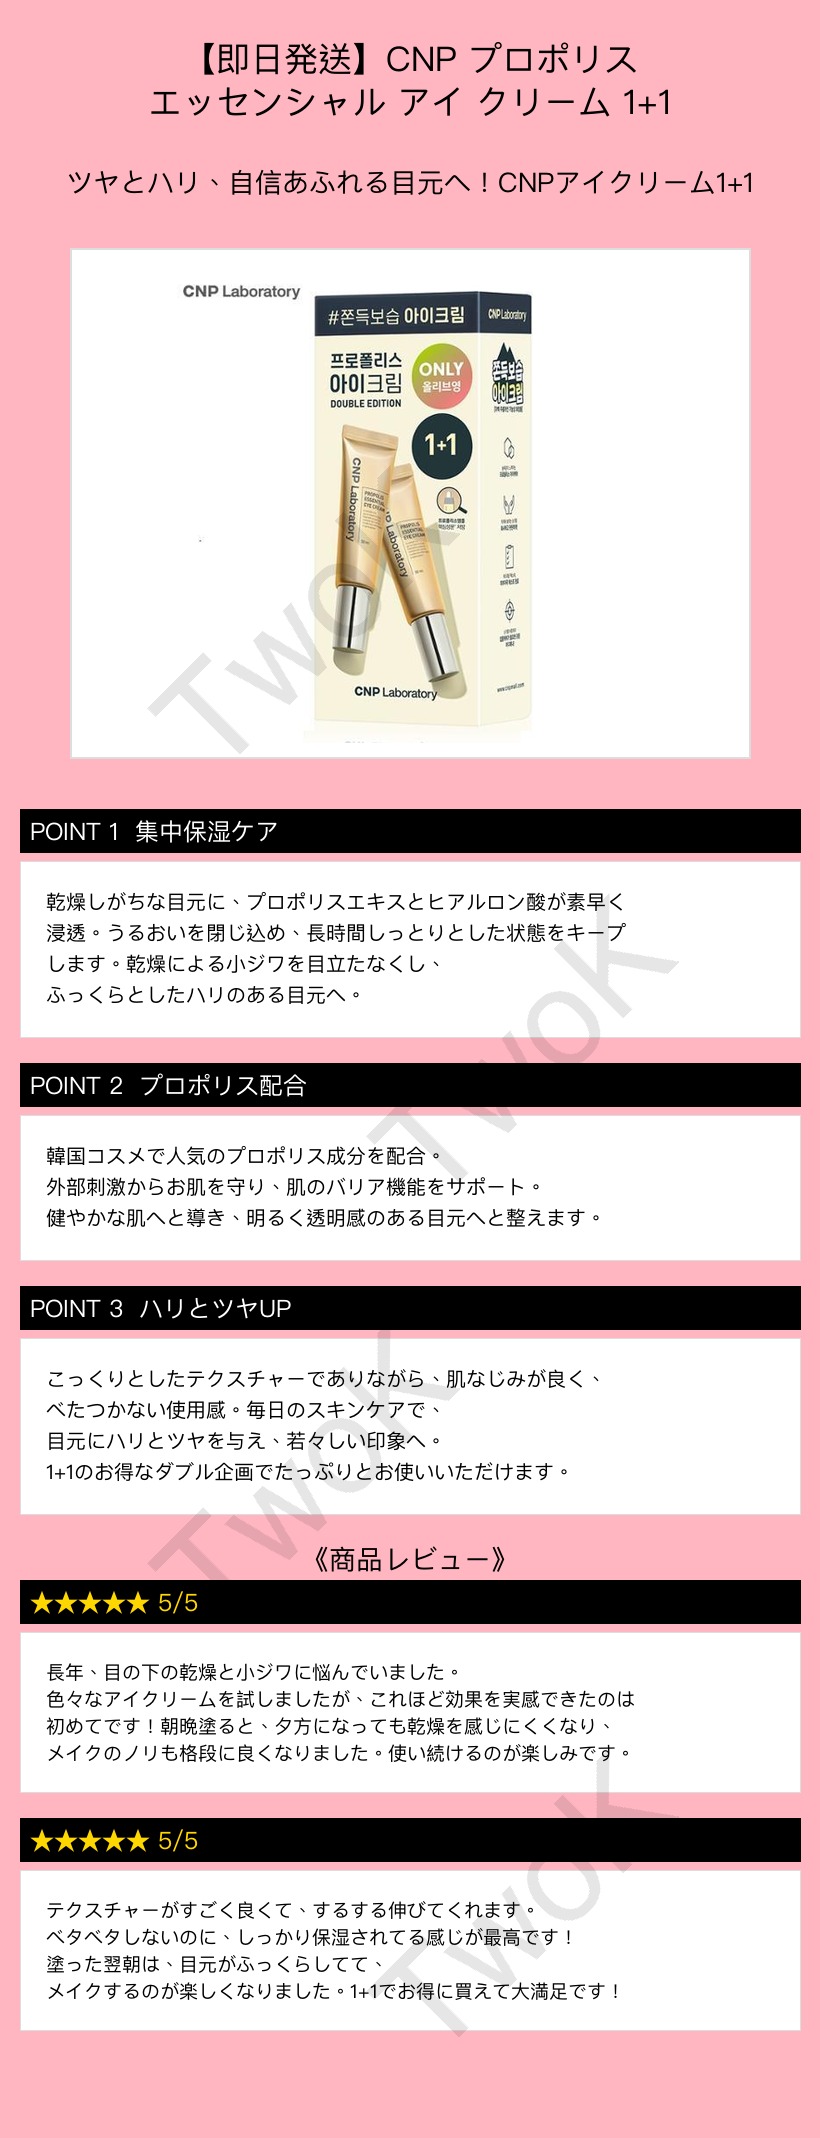 【即日発送】CNP プロポリス
エッセンシャル アイ クリーム 1+1
ツヤとハリ、自信あふれる目元へ！CNPアイクリーム1+1
CNP Laboratory
#쫀득보습 아이크림
CNP Laboratory
프로폴리스
아이크림
DOUBLE EDITION
ONLY
올리브영
1+1
쫀득보습
아이크림
CNP Laboratory
PROPOLIS
ESSENTIAL
EYE CREAM
CNP Laboratory
PROPOLIS
ESSENTIAL
EYE CREAM
CNP Laboratory
www.cnpmall.com
TwoK
POINT 1 集中保湿ケア
乾燥しがちな目元に、プロポリスエキスとヒアルロン酸が素早く
浸透。うるおいを閉じ込め、長時間しっとりとした状態をキープ
します。乾燥による小ジワを目立たなくし、
ふっくらとしたハリのある目元へ。
TwoK
POINT 2 プロポリス配合
韓国コスメで人気のプロポリス成分を配合。
外部刺激からお肌を守り、肌のバリア機能をサポート。
健やかな肌へと導き、明るく透明感のある目元へと整えます。
POINT 3 ハリとツヤUP
こっくりとしたテクスチャーでありながら、肌なじみが良く、
べたつかない使用感。毎日のスキンケアで、
目元にハリとツヤを与え、若々しい印象へ。
1+1のお得なダブル企画でたっぷりとお使いいただけます。
TwoK
《商品レビュー》
★★★★★ 5/5
長年、目の下の乾燥と小ジワに悩んでいました。
色々なアイクリームを試しましたが、これほど効果を実感できたのは
初めてです！朝晩塗ると、夕方になっても乾燥を感じにくくなり、
メイクのノリも格段に良くなりました。使い続けるのが楽しみです。
★★★★★ 5/5
テクスチャーがすごく良くて、するする伸びてくれます。
ベタベタしないのに、しっかり保湿されてる感じが最高です！
塗った翌朝は、目元がふっくらしてて、
メイクするのが楽しくなりました。1+1でお得に買えて大満足です！
TwoK